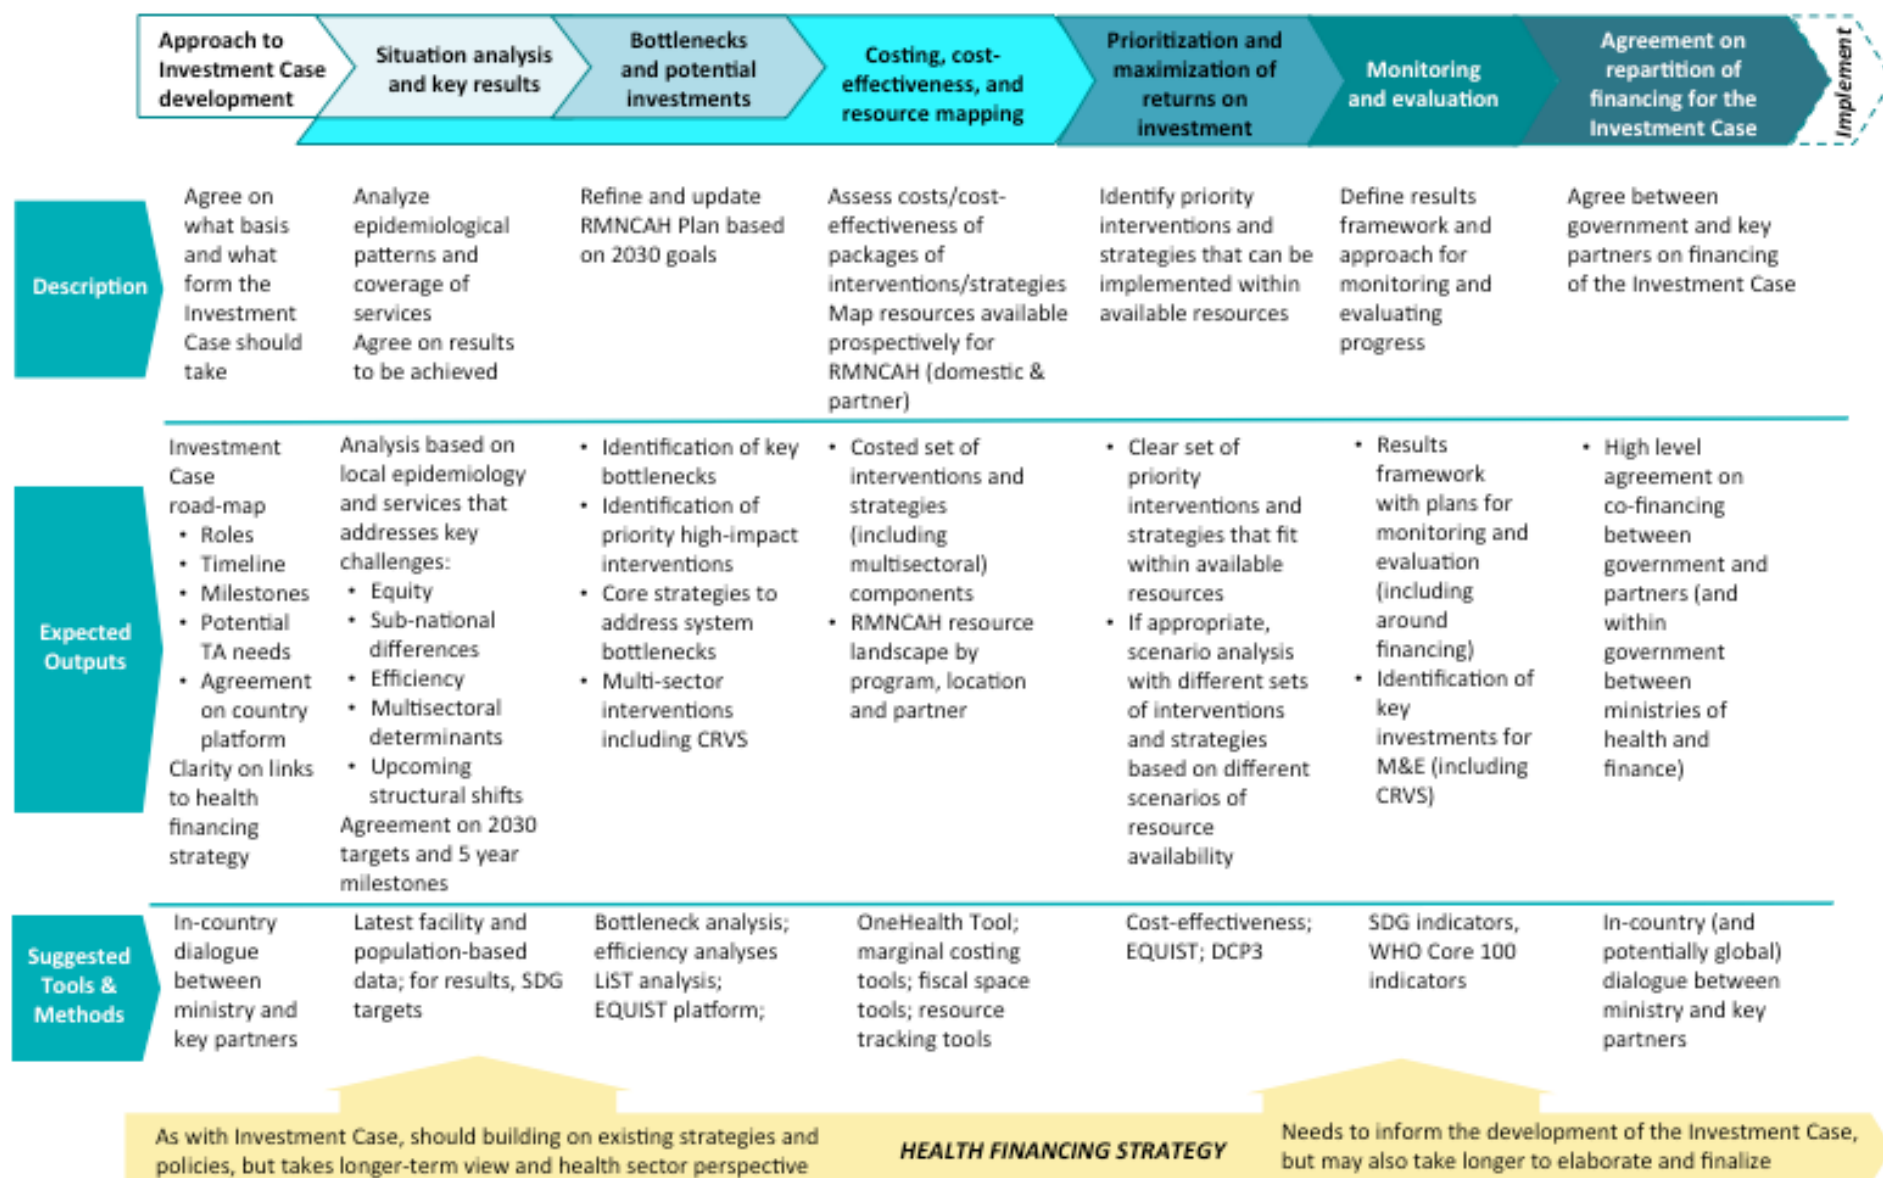 Approach to
Investment Case
development
Situation analysis
and key results
Bottlenecks
and potential
investments
Costing, cost-
effectiveness, and
resource mapping
Prioritization and
maximization of
returns on
investment
Monitoring
and evaluation
Agreement on
repartition of
financing for the
Investment Case
Implement
Description
Agree on
what basis
and what
form the
Investment
Case should
take
Analyze
epidemiological
patterns and
coverage of
services
Agree on results
to be achieved
Refine and update
RMNCAH Plan based
on 2030 goals
Assess costs/cost-
effectiveness of
packages of
interventions/strategies
Map resources available
prospectively for
RMNCAH (domestic &
partner)
Identify priority
interventions and
strategies that can be
implemented within
available resources
Define results
framework and
approach for
monitoring and
evaluating
progress
Agree between
government and key
partners on financing
of the Investment Case
Expected
Outputs
Investment
Case
road-map
• Roles
• Timeline
• Milestones
• Potential
TA needs
• Agreement
on country
platform
Clarity on links
to health
financing
strategy
Analysis based on
local epidemiology
and services that
addresses key
challenges:
• Equity
• Sub-national
differences
• Efficiency
• Multisectoral
determinants
• Upcoming
structural shifts
Agreement on 2030
targets and 5 year
milestones
• Identification of key
bottlenecks
• Identification of
priority high-impact
interventions
• Core strategies to
address system
bottlenecks
• Multi-sector
interventions
including CRVS
• Costed set of
interventions and
strategies
(including
multisectoral)
components
• RMNCAH resource
landscape by
program, location
and partner
• Clear set of
priority
interventions and
strategies that fit
within available
resources
• If appropriate,
scenario analysis
with different sets
of interventions
and strategies
based on different
scenarios of
resource
availability
• Results
framework
with plans for
monitoring and
evaluation
(including
around
financing)
• Identification of
key
investments for
M&E (including
CRVS)
• High level
agreement on
co-financing
between
government and
partners (and
within
government
between
ministries of
health and
finance)
Suggested
Tools &
Methods
In-country
dialogue
between
ministry and
key partners
Latest facility and
population-based
data; for results, SDG
targets
Bottleneck analysis;
efficiency analyses
LiST analysis;
EQUIST platform;
OneHealth Tool;
marginal costing
tools; fiscal space
tools; resource
tracking tools
Cost-effectiveness;
EQUIST; DCP3
SDG indicators,
WHO Core 100
indicators
In-country (and
potentially global)
dialogue between
ministry and key
partners
As with Investment Case, should building on existing strategies and
policies, but takes longer-term view and health sector perspective
HEALTH FINANCING STRATEGY
Needs to inform the development of the Investment Case,
but may also take longer to elaborate and finalize